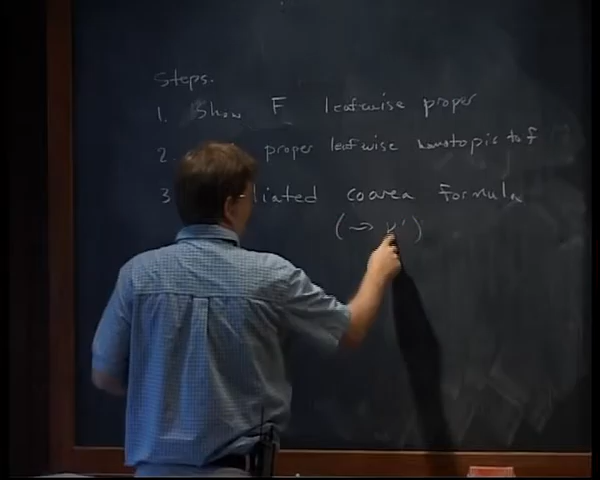 Steps.
1. Show F leafwise proper
2. proper leafwise homotopic to f
3 liated coarea formula
(→ ν')